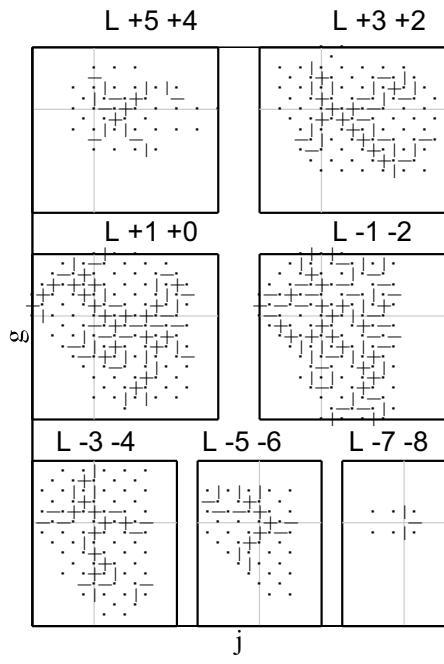 L +5 +4
L +3 +2
L +1 +0
L -1 -2
g
L -3 -4
L -5 -6
L -7 -8
j